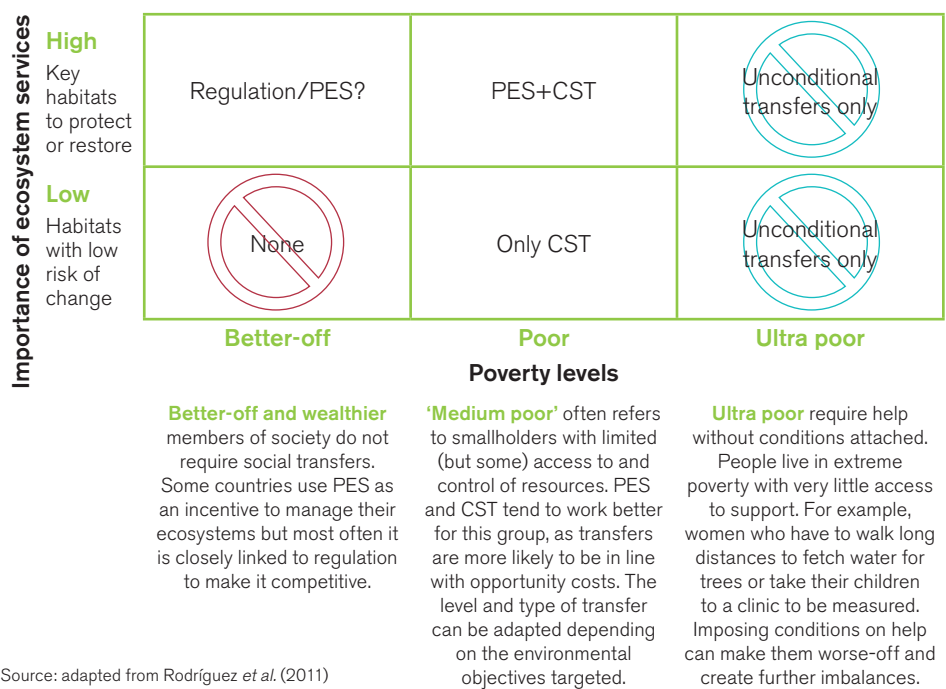 Importance of ecosystem services
High
Key
habitats
to protect
or restore
Regulation/PES?
PES+CST
Unconditional
transfers only
Low
Habitats
with low
risk of
change
None
Only CST
Unconditional
transfers only
Better-off
Poor
Ultra poor
Poverty levels
Better-off and wealthier
members of society do not
require social transfers.
Some countries use PES as
an incentive to manage their
ecosystems but most often it
is closely linked to regulation
to make it competitive.
‘Medium poor’ often refers
to smallholders with limited
(but some) access to and
control of resources. PES
and CST tend to work better
for this group, as transfers
are more likely to be in line
with opportunity costs. The
level and type of transfer
can be adapted depending
on the environmental
objectives targeted.
Ultra poor require help
without conditions attached.
People live in extreme
poverty with very little access
to support. For example,
women who have to walk long
distances to fetch water for
trees or take their children
to a clinic to be measured.
Imposing conditions on help
can make them worse-off and
create further imbalances.
Source: adapted from Rodríguez et al. (2011)